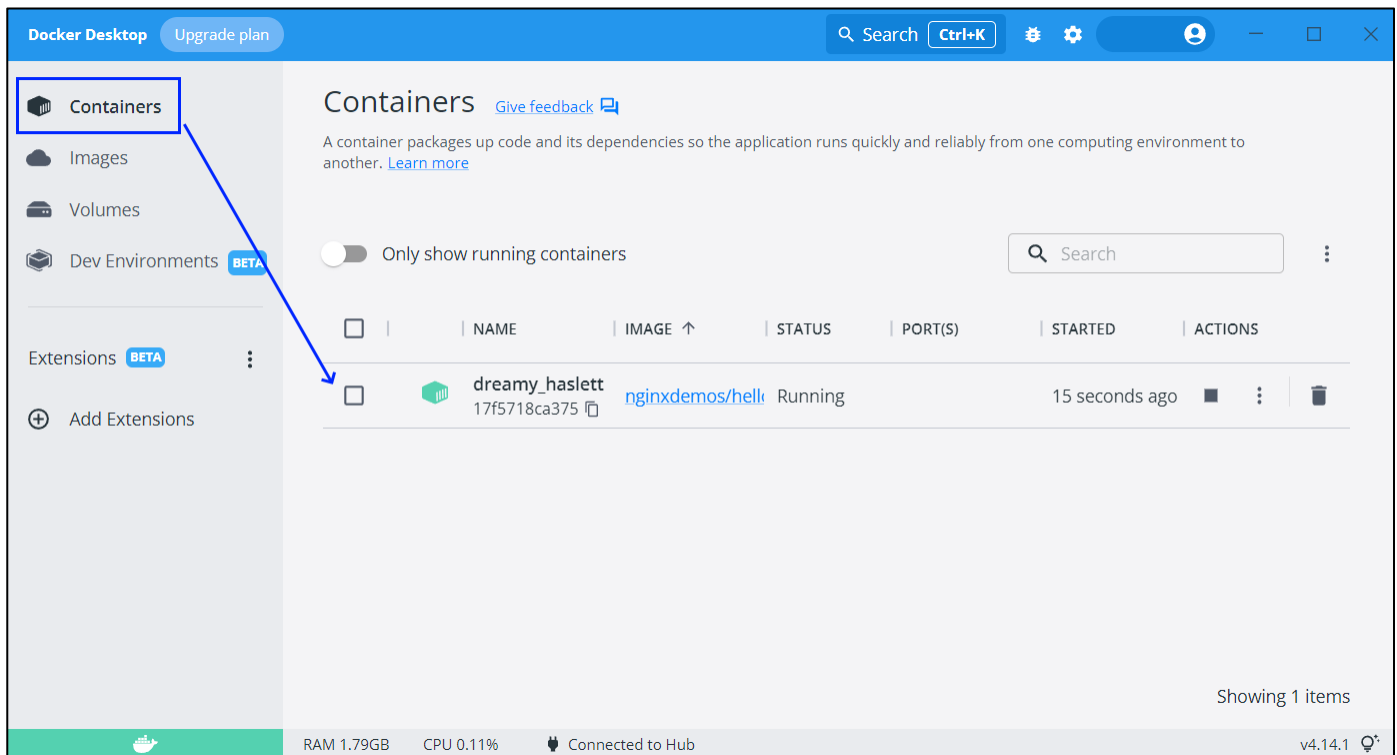 Docker Desktop Upgrade plan Search Ctrl+K
Containers
Images
Volumes
Dev Environments BETA
Extensions BETA
Add Extensions
Containers Give feedback
A container packages up code and its dependencies so the application runs quickly and reliably from one computing environment to
another. Learn more
Only show running containers Search
NAME IMAGE STATUS PORT(S) STARTED ACTIONS
dreamy_haslett
17f5718ca375
nginxdemos/hello Running 15 seconds ago
Showing 1 items
RAM 1.79GB CPU 0.11% Connected to Hub v4.14.1